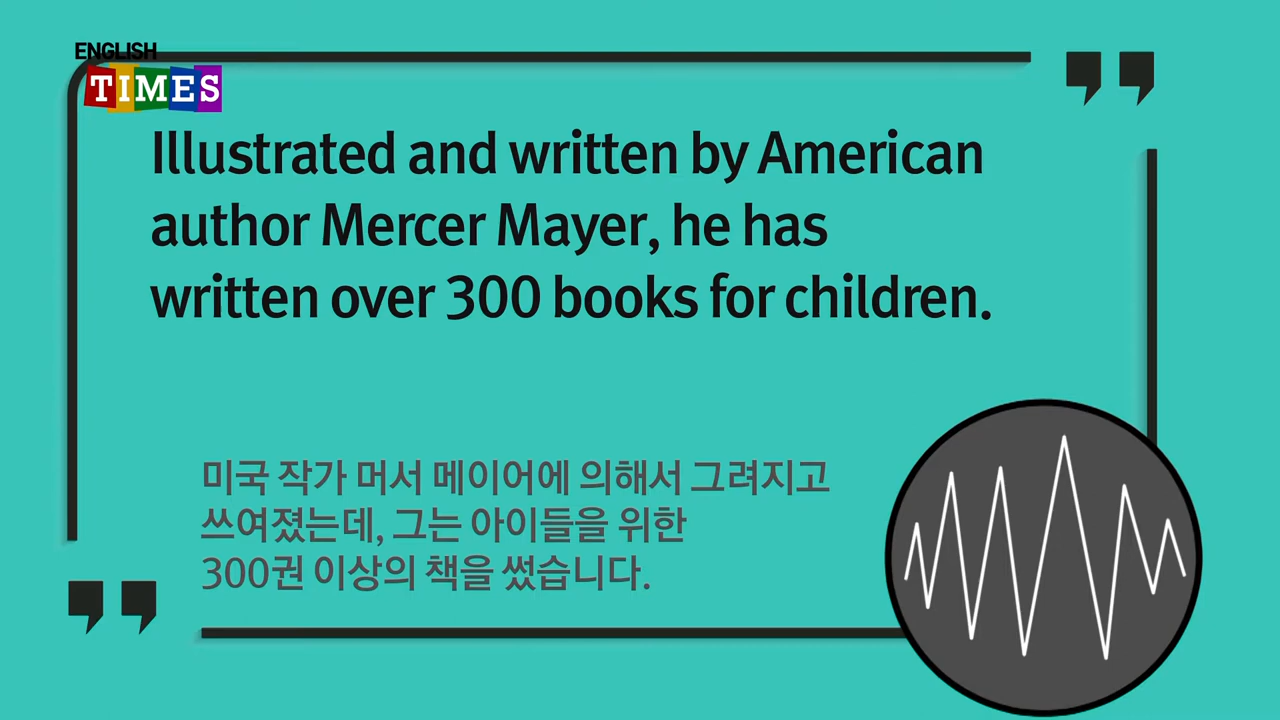 ENGLISH
TIMES
Illustrated and written by American
author Mercer Mayer, he has
written over 300 books for children.
미국 작가 머서 메이어에 의해서 그려지고
쓰여졌는데, 그는 아이들을 위한
300권 이상의 책을 썼습니다.